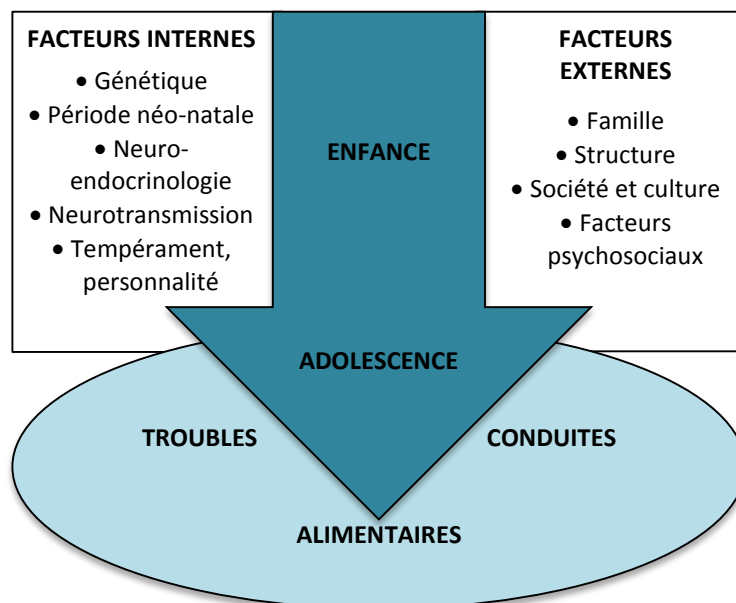 FACTEURS INTERNES
• Génétique
• Période néo-natale
• Neuro-
endocrinologie
• Neurotransmission
• Tempérament,
personnalité
ENFANCE
FACTEURS
EXTERNES
• Famille
• Structure
• Société et culture
• Facteurs
psychosociaux
ADOLESCENCE
TROUBLES
CONDUITES
ALIMENTAIRES